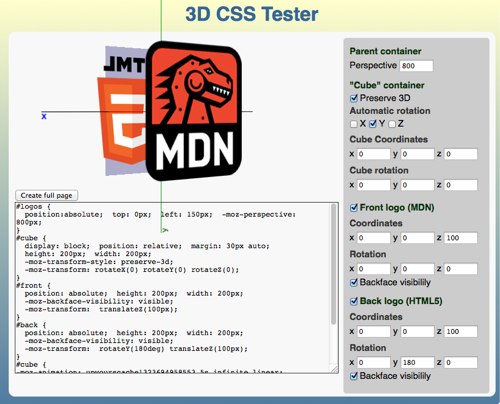 3D CSS Tester
HTML
5
MDN
x
y
Create full page
#logos {
position:absolute; top: 0px; left: 150px; -moz-perspective:
800px;
}
#cube {
display: block; position: relative; margin: 30px auto;
height: 200px; width: 200px;
-moz-transform-style: preserve-3d;
-moz-transform: rotateX(0) rotateY(0) rotateZ(0);
}
#front {
position: absolute; height: 200px; width: 200px;
-moz-backface-visibility: visible;
-moz-transform: translateZ(100px);
}
#back {
position: absolute; height: 200px; width: 200px;
-moz-backface-visibility: visible;
-moz-transform: rotateY(180deg) translateZ(100px);
}
#cube {
Parent container
Perspective 800
"Cube" container
Preserve 3D
Automatic rotation
X Y Z
Cube Coordinates
x 0 y 0 z 0
Cube rotation
x 0 y 0 z 0
Front logo (MDN)
Coordinates
x 0 y 0 z 100
Rotation
x 0 y 0 z 0
Backface visibility
Back logo (HTML5)
Coordinates
x 0 y 0 z 100
Rotation
x 0 y 180 z 0
Backface visibility